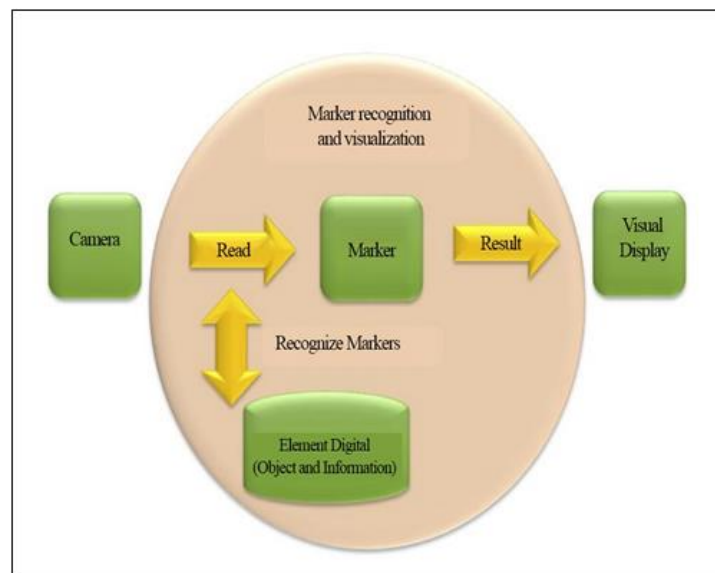 Marker recognition
and visualization
Camera
Read
Marker
Result
Visual
Display
Recognize Markers
Element Digital
(Object and Information)